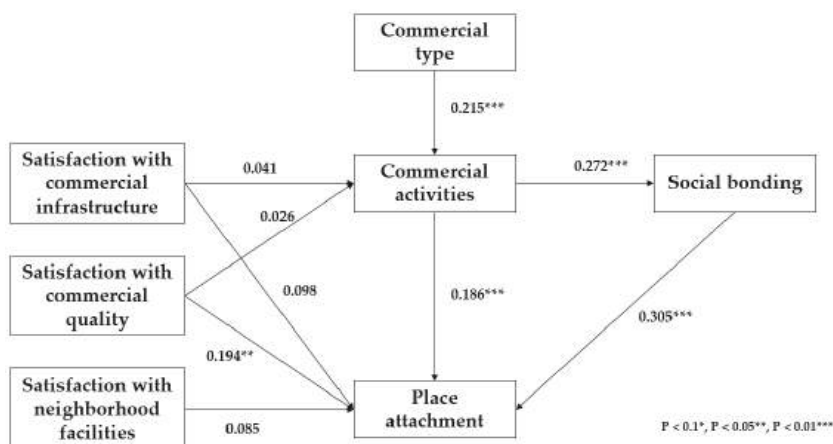 Commercial
type
0.215***
Satisfaction with
commercial
infrastructure
0.041
Commercial
activities
0.272***
Social bonding
0.026
Satisfaction with
commercial
quality
0.098
0.186***
0.305***
0.194**
Satisfaction with
neighborhood
facilities
0.085
Place
attachment
P < 0.1*, P < 0.05**, P < 0.01***